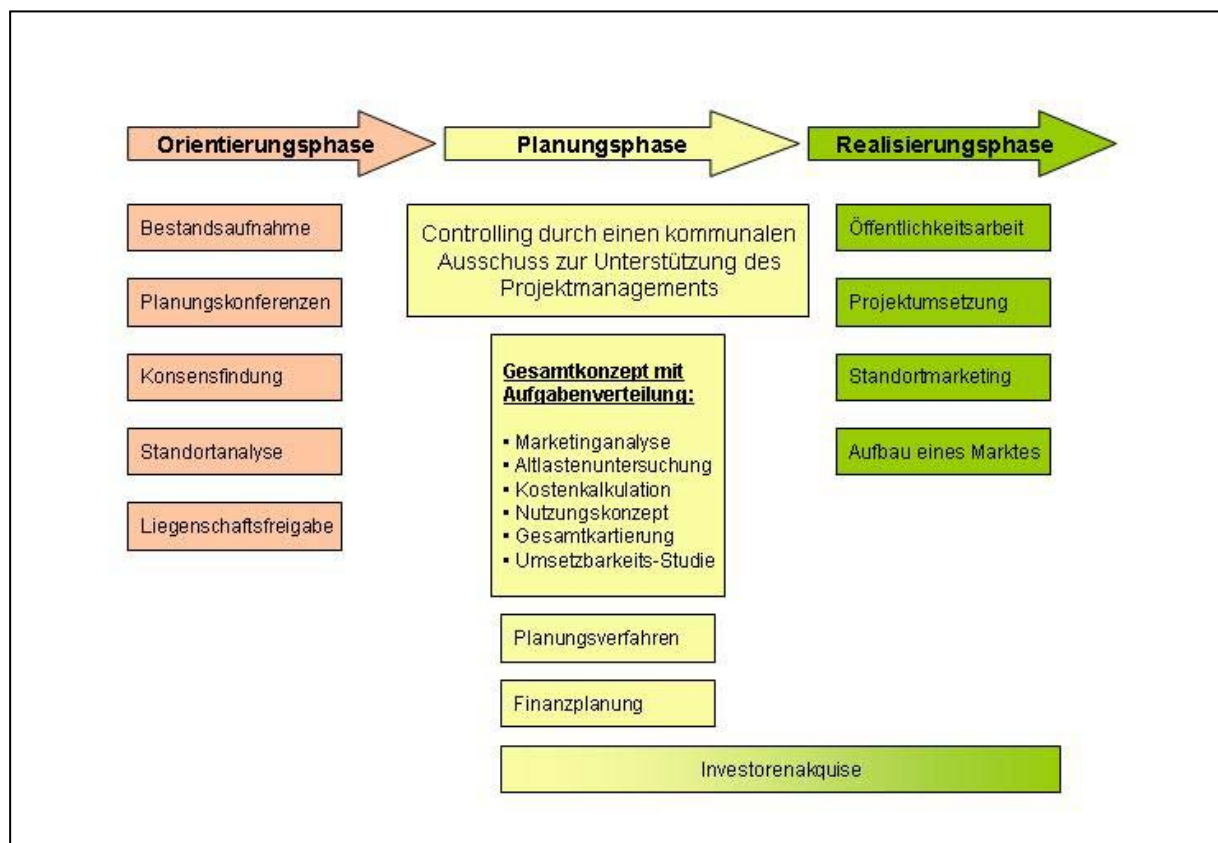 Orientierungsphase
Planungsphase
Realisierungsphase
Bestandsaufnahme
Planungskonferenzen
Konsensfindung
Standortanalyse
Liegenschaftsfreigabe
Controlling durch einen kommunalen
Ausschuss zur Unterstützung des
Projektmanagements
Gesamtkonzept mit
Aufgabenverteilung:
▪ Marketinganalyse
▪ Altlastenuntersuchung
▪ Kostenkalkulation
▪ Nutzungskonzept
▪ Gesamtkartierung
▪ Umsetzbarkeits-Studie
Planungsverfahren
Finanzplanung
Investorenakquise
Öffentlichkeitsarbeit
Projektumsetzung
Standortmarketing
Aufbau eines Marktes